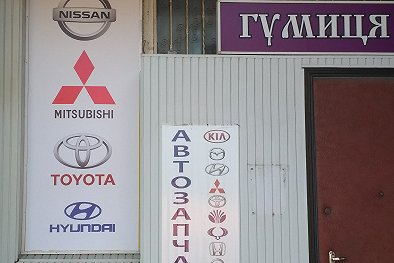 NISSAN
MITSUBISHI
TOYOTA
HYUNDAI
ГУМИЦЯ
АВТОЗАПЧА
KIA